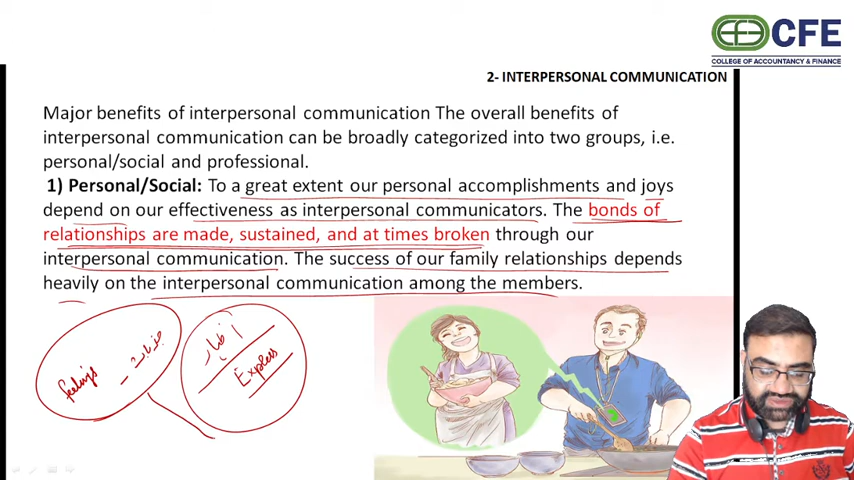 CFE
COLLEGE OF ACCOUNTANCY & FINANCE
2- INTERPERSONAL COMMUNICATION
Major benefits of interpersonal communication The overall benefits of
interpersonal communication can be broadly categorized into two groups, i.e.
personal/social and professional.
1) Personal/Social: To a great extent our personal accomplishments and joys
depend on our effectiveness as interpersonal communicators. The bonds of
relationships are made, sustained, and at times broken through our
interpersonal communication. The success of our family relationships depends
heavily on the interpersonal communication among the members.
feelings - جذبات
اظہار
Express